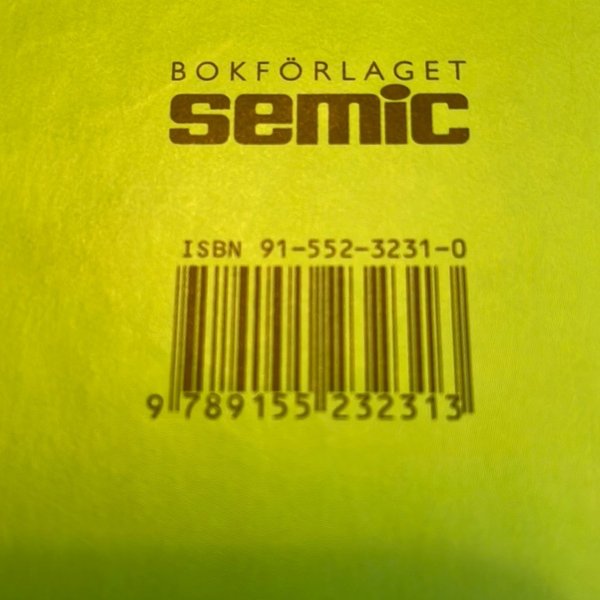 BOKFÖRLAGET
semic
ISBN 91-552-3231-0
9 789155 232313